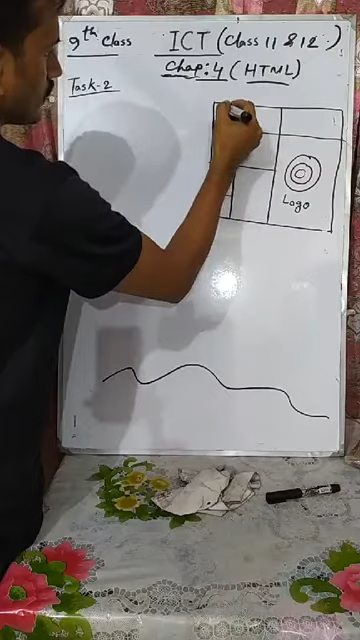 9th Class
ICT (Class 11 & 12)
Chap: 4 (HTML)
Task-2
Logo